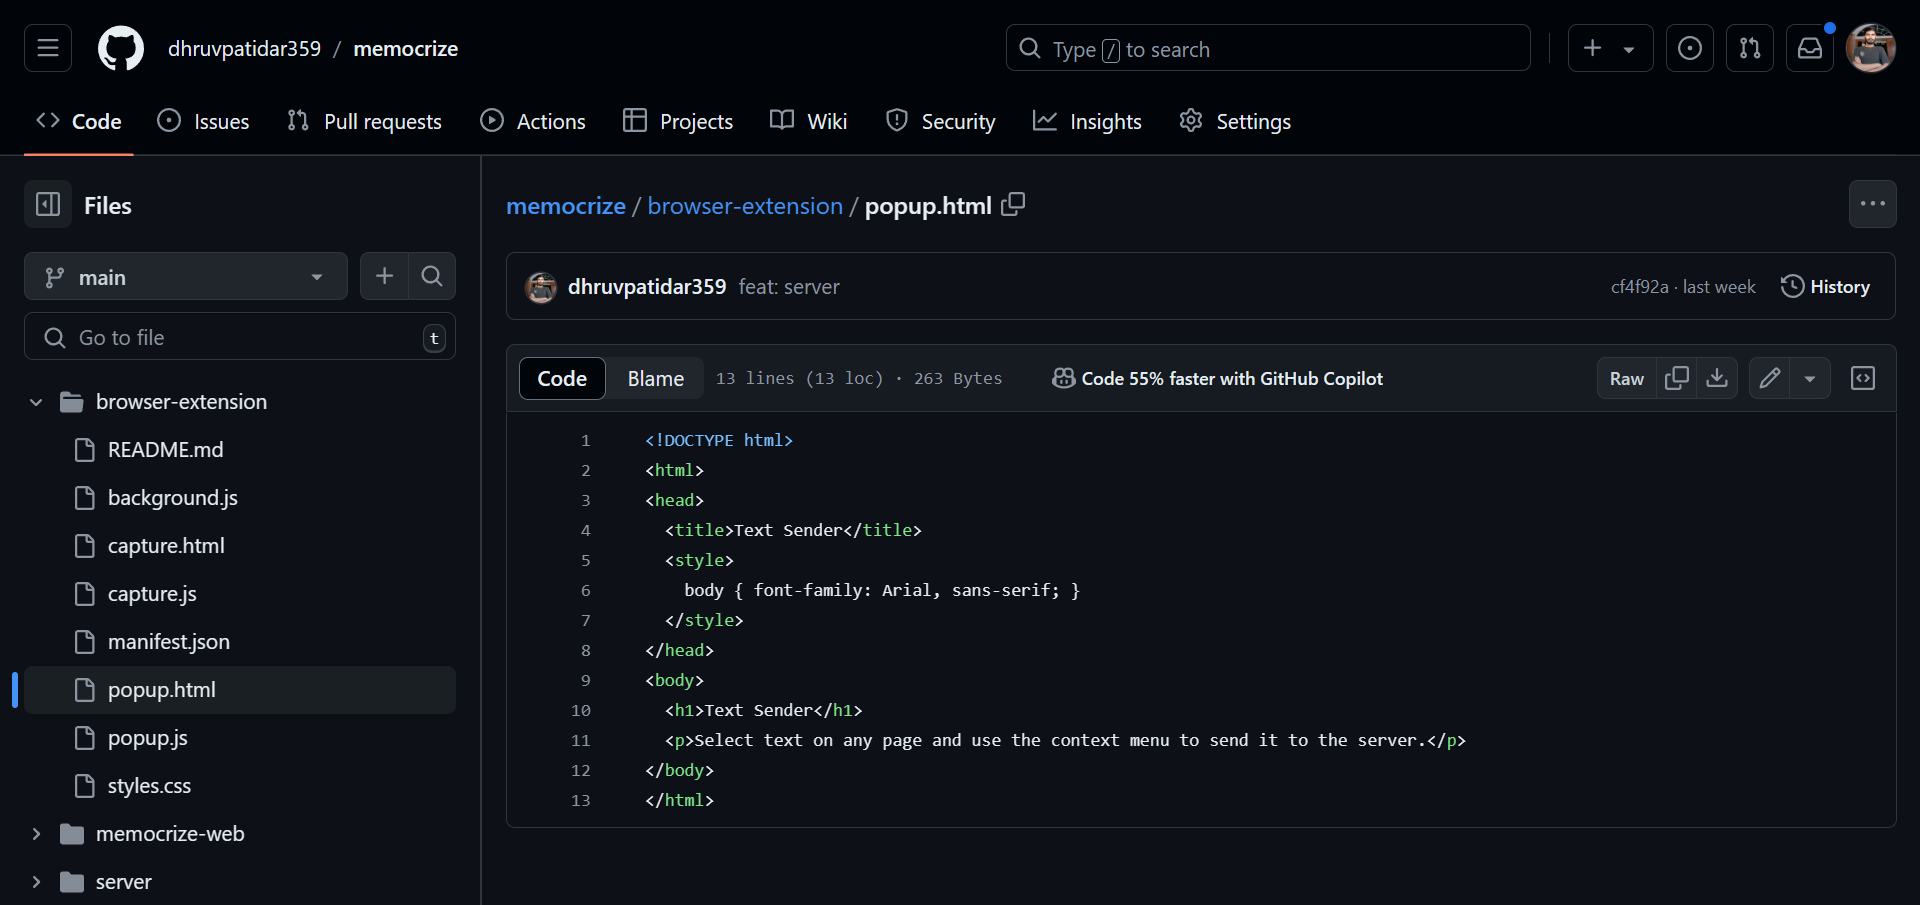 dhruvpatidar359 / memocrize
Type / to search
Code Issues Pull requests Actions Projects Wiki Security Insights Settings
Files
main
Go to file t
browser-extension
README.md
background.js
capture.html
capture.js
manifest.json
popup.html
popup.js
styles.css
memocrize-web
server
memocrize / browser-extension / popup.html
dhruvpatidar359 feat: server cf4f92a · last week History
Code Blame 13 lines (13 loc) · 263 Bytes Code 55% faster with GitHub Copilot Raw
1 <!DOCTYPE html>
2 <html>
3 <head>
4   <title>Text Sender</title>
5   <style>
6     body { font-family: Arial, sans-serif; }
7   </style>
8 </head>
9 <body>
10   <h1>Text Sender</h1>
11   <p>Select text on any page and use the context menu to send it to the server.</p>
12 </body>
13 </html>